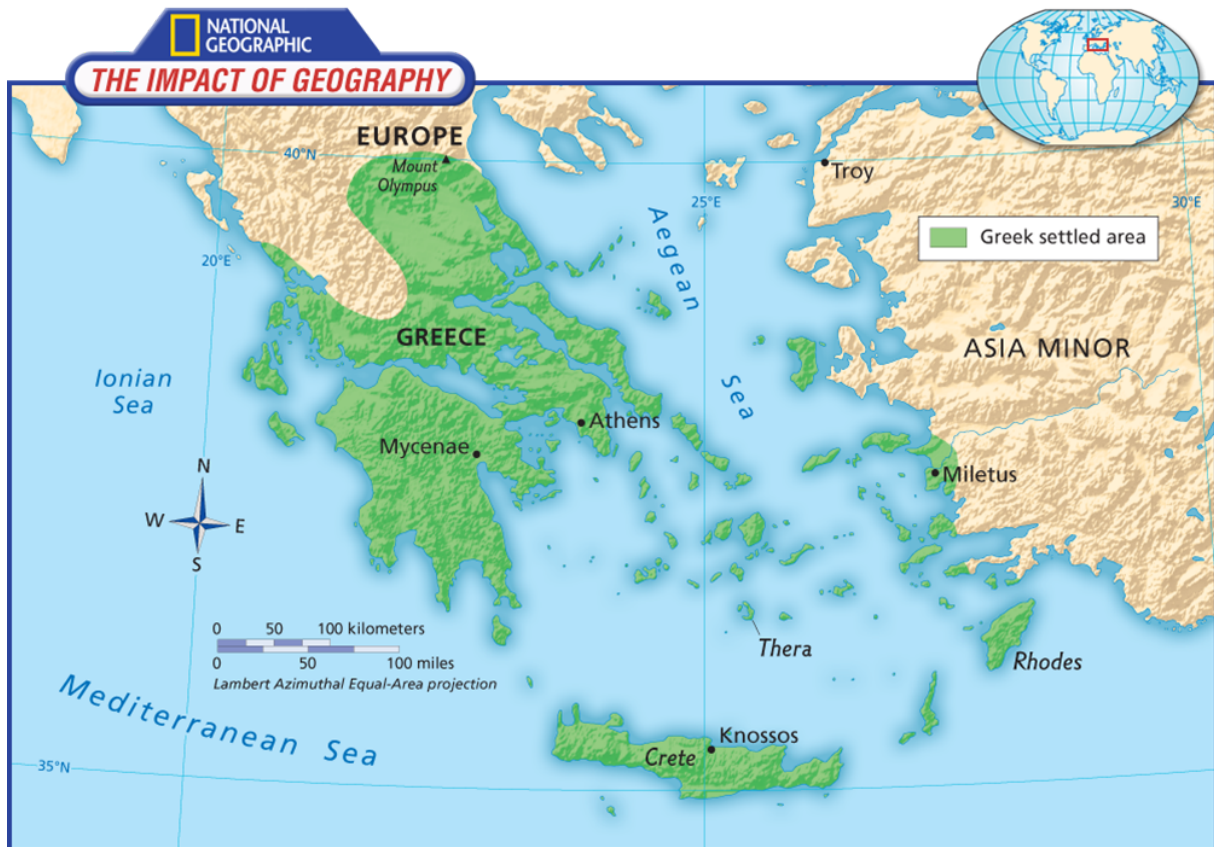 NATIONAL
GEOGRAPHIC
THE IMPACT OF GEOGRAPHY
EUROPE
40°N
Mount
Olympus
Troy
25°E
30°E
Aegean
Sea
Greek settled area
20°E
GREECE
ASIA MINOR
Ionian
Sea
Athens
Mycenae
Miletus
N
W
E
S
0 50 100 kilometers
0 50 100 miles
Lambert Azimuthal Equal-Area projection
Thera
Rhodes
Mediterranean Sea
Knossos
Crete
35°N